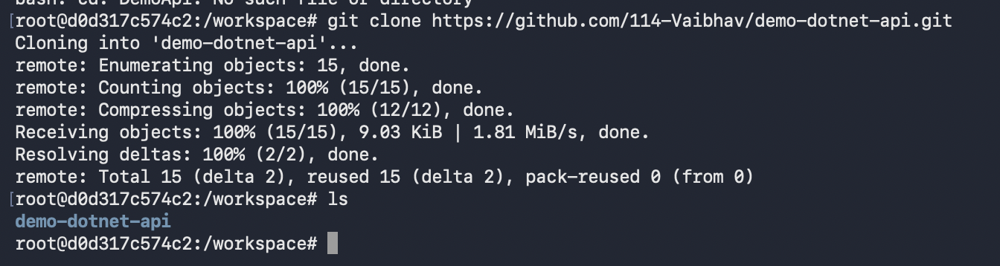 bash: cd: DemoApi: No such file or directory
[root@d0d317c574c2:/workspace# git clone https://github.com/114-Vaibhav/demo-dotnet-api.git
Cloning into 'demo-dotnet-api'...
remote: Enumerating objects: 15, done.
remote: Counting objects: 100% (15/15), done.
remote: Compressing objects: 100% (12/12), done.
Receiving objects: 100% (15/15), 9.03 KiB | 1.81 MiB/s, done.
Resolving deltas: 100% (2/2), done.
remote: Total 15 (delta 2), reused 15 (delta 2), pack-reused 0 (from 0)
[root@d0d317c574c2:/workspace# ls
demo-dotnet-api
root@d0d317c574c2:/workspace#